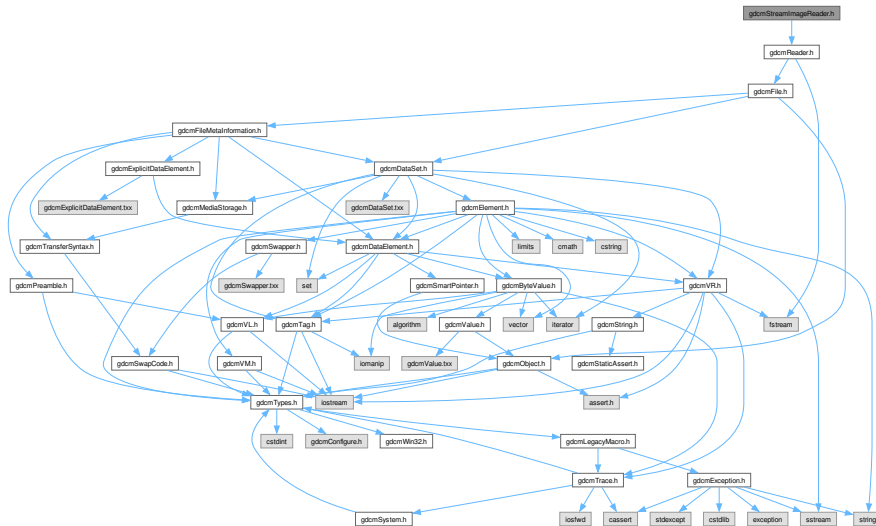 gdcmStreamImageReader.h
gdcmReader.h
gdcmFile.h
gdcmFileMetaInformation.h
gdcmExplicitDataElement.h
gdcmDataSet.h
gdcmExplicitDataElement.txx
gdcmMediaStorage.h
gdcmDataSet.txx
gdcmElement.h
gdcmTransferSyntax.h
gdcmSwapper.h
gdcmDataElement.h
limits
cmath
cstring
gdcmPreamble.h
gdcmSwapper.txx
set
gdcmSmartPointer.h
gdcmByteValue.h
gdcmVR.h
gdcmVL.h
gdcmTag.h
algorithm
gdcmValue.h
vector
iterator
gdcmString.h
fstream
gdcmSwapCode.h
gdcmVM.h
iomanip
gdcmValue.txx
gdcmObject.h
gdcmStaticAssert.h
gdcmTypes.h
iostream
assert.h
cstdint
gdcmConfigure.h
gdcmWin32.h
gdcmLegacyMacro.h
gdcmTrace.h
gdcmException.h
gdcmSystem.h
iosfwd
cassert
stdexcept
cstdlib
exception
sstream
string